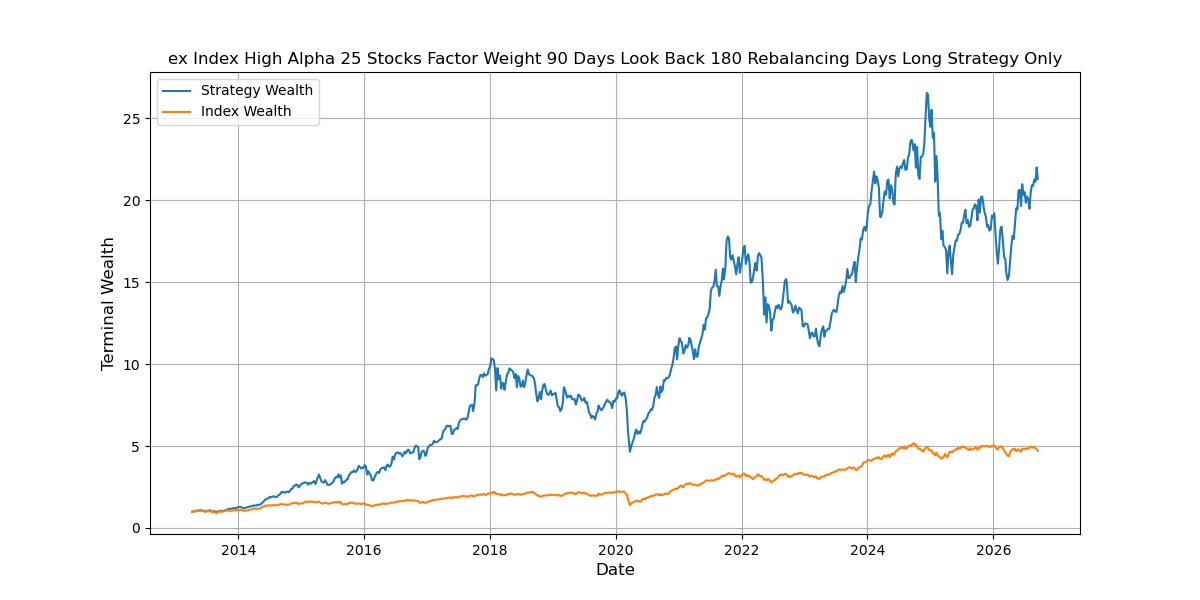 ex Index High Alpha 25 Stocks Factor Weight 90 Days Look Back 180 Rebalancing Days Long Strategy Only
Strategy Wealth
Index Wealth
Terminal Wealth
25
20
15
10
5
0
2014 2016 2018 2020 2022 2024 2026
Date